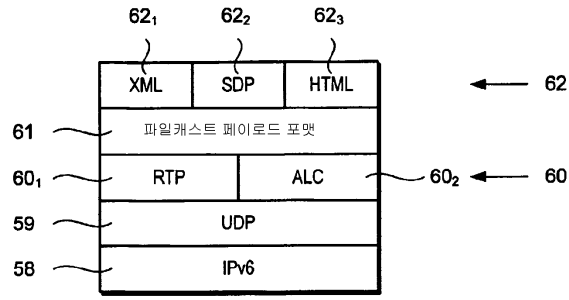 62₁ 62₂ 62₃
XML SDP HTML 62
61 파일캐스트 페이로드 포맷
60₁ RTP ALC 60₂ 60
59 UDP
58 IPv6